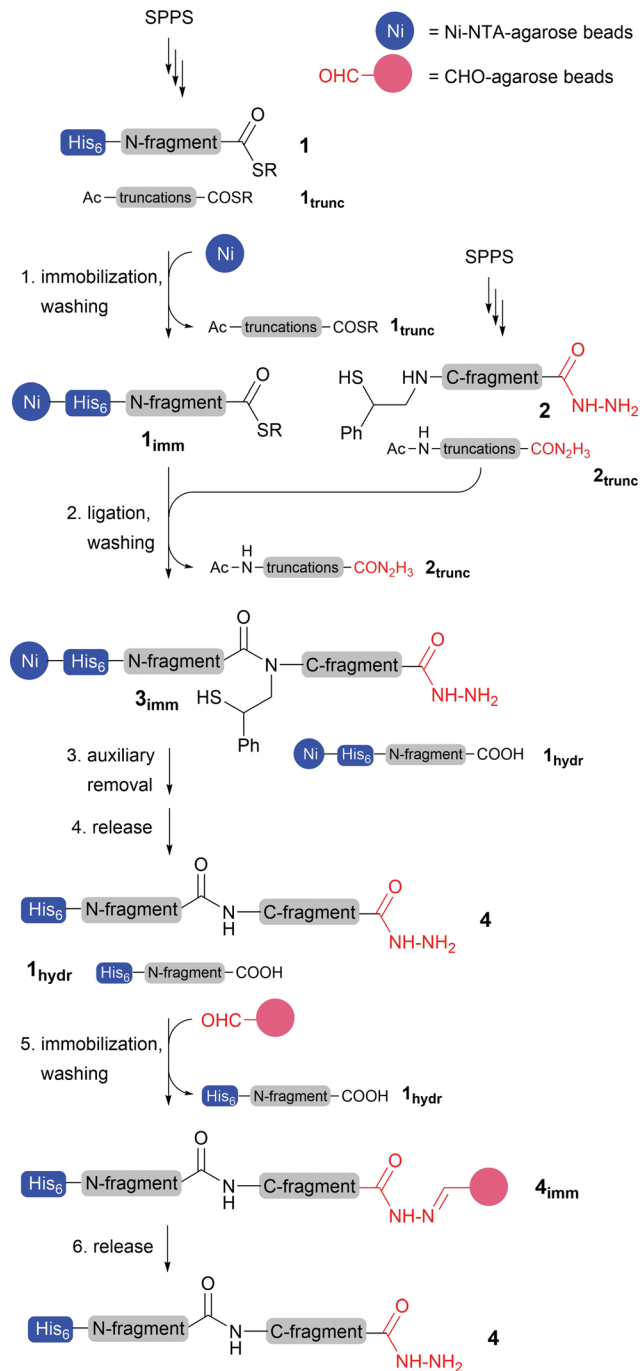 SPPS
Ni = Ni-NTA-agarose beads
OHC = CHO-agarose beads
His6 N-fragment O SR 1
Ac truncations COSR 1trunc
1. immobilization,
washing
Ni
Ac truncations COSR 1trunc
SPPS
Ni His6 N-fragment O SR
1imm
HS Ph HN C-fragment O NH-NH2
2
Ac N H truncations CON2H3
2trunc
2. ligation,
washing
Ac N H truncations CON2H3 2trunc
Ni His6 N-fragment O N C-fragment O NH-NH2
3imm
HS
Ph
Ni His6 N-fragment COOH 1hydr
3. auxiliary
removal
4. release
His6 N-fragment O N H C-fragment O NH-NH2 4
1hydr His6 N-fragment COOH
OHC
5. immobilization,
washing
His6 N-fragment COOH 1hydr
His6 N-fragment O N H C-fragment O NH-N 4imm
6. release
His6 N-fragment O N H C-fragment O NH-NH2 4